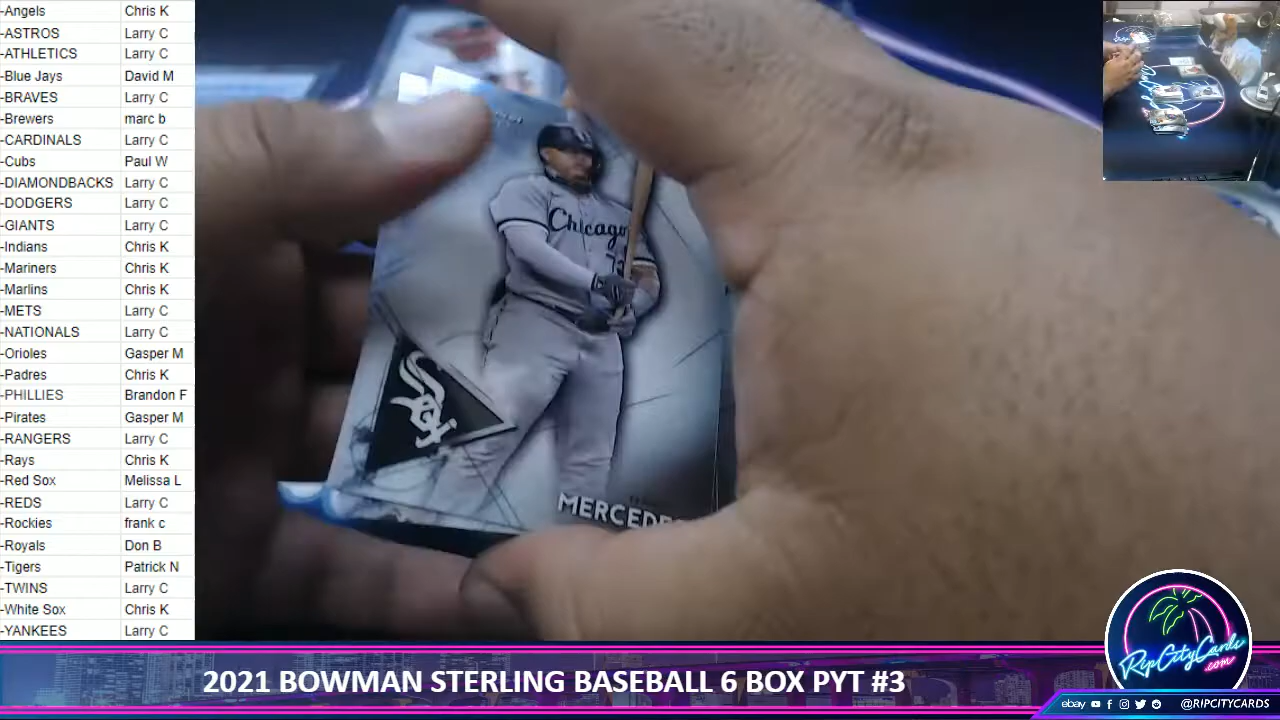 -Angels Chris K
-ASTROS Larry C
-ATHLETICS Larry C
-Blue Jays David M
-BRAVES Larry C
-Brewers marc b
-CARDINALS Larry C
-Cubs Paul W
-DIAMONDBACKS Larry C
-DODGERS Larry C
-GIANTS Larry C
-Indians Chris K
-Mariners Chris K
-Marlins Chris K
-METS Larry C
-NATIONALS Larry C
-Orioles Gasper M
-Padres Chris K
-PHILLIES Brandon F
-Pirates Gasper M
-RANGERS Larry C
-Rays Chris K
-Red Sox Melissa L
-REDS Larry C
-Rockies frank c
-Royals Don B
-Tigers Patrick N
-TWINS Larry C
-White Sox Chris K
-YANKEES Larry C
Chicago
73
Sox
RipCityCards
.com
2021 BOWMAN STERLING BASEBALL 6 BOX PYT #3
ebay @RIPCITYCARDS